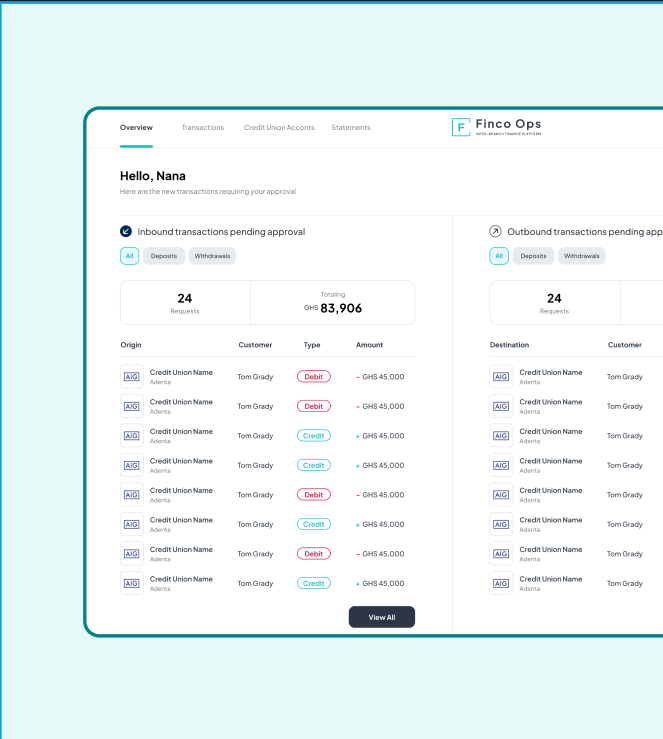 Overview Transactions Credit Union Acconts Statements
F Finco Ops
INTER-BRANCH FINANCE PLATFORM
Hello, Nana
Here are the new transactions requiring your approval
Inbound transactions pending approval
All Deposits Withdrawals
24
Requests
Totaling
GHS 83,906
Origin Customer Type Amount
AIG Credit Union Name Adenta Tom Grady Debit – GHS 45,000
AIG Credit Union Name Adenta Tom Grady Debit – GHS 45,000
AIG Credit Union Name Adenta Tom Grady Credit + GHS 45,000
AIG Credit Union Name Adenta Tom Grady Credit + GHS 45,000
AIG Credit Union Name Adenta Tom Grady Debit – GHS 45,000
AIG Credit Union Name Adenta Tom Grady Credit + GHS 45,000
AIG Credit Union Name Adenta Tom Grady Debit – GHS 45,000
AIG Credit Union Name Adenta Tom Grady Credit + GHS 45,000
View All
Outbound transactions pending app
All Deposits Withdrawals
24
Requests
Destination Customer
AIG Credit Union Name Adenta Tom Grady
AIG Credit Union Name Adenta Tom Grady
AIG Credit Union Name Adenta Tom Grady
AIG Credit Union Name Adenta Tom Grady
AIG Credit Union Name Adenta Tom Grady
AIG Credit Union Name Adenta Tom Grady
AIG Credit Union Name Adenta Tom Grady
AIG Credit Union Name Adenta Tom Grady